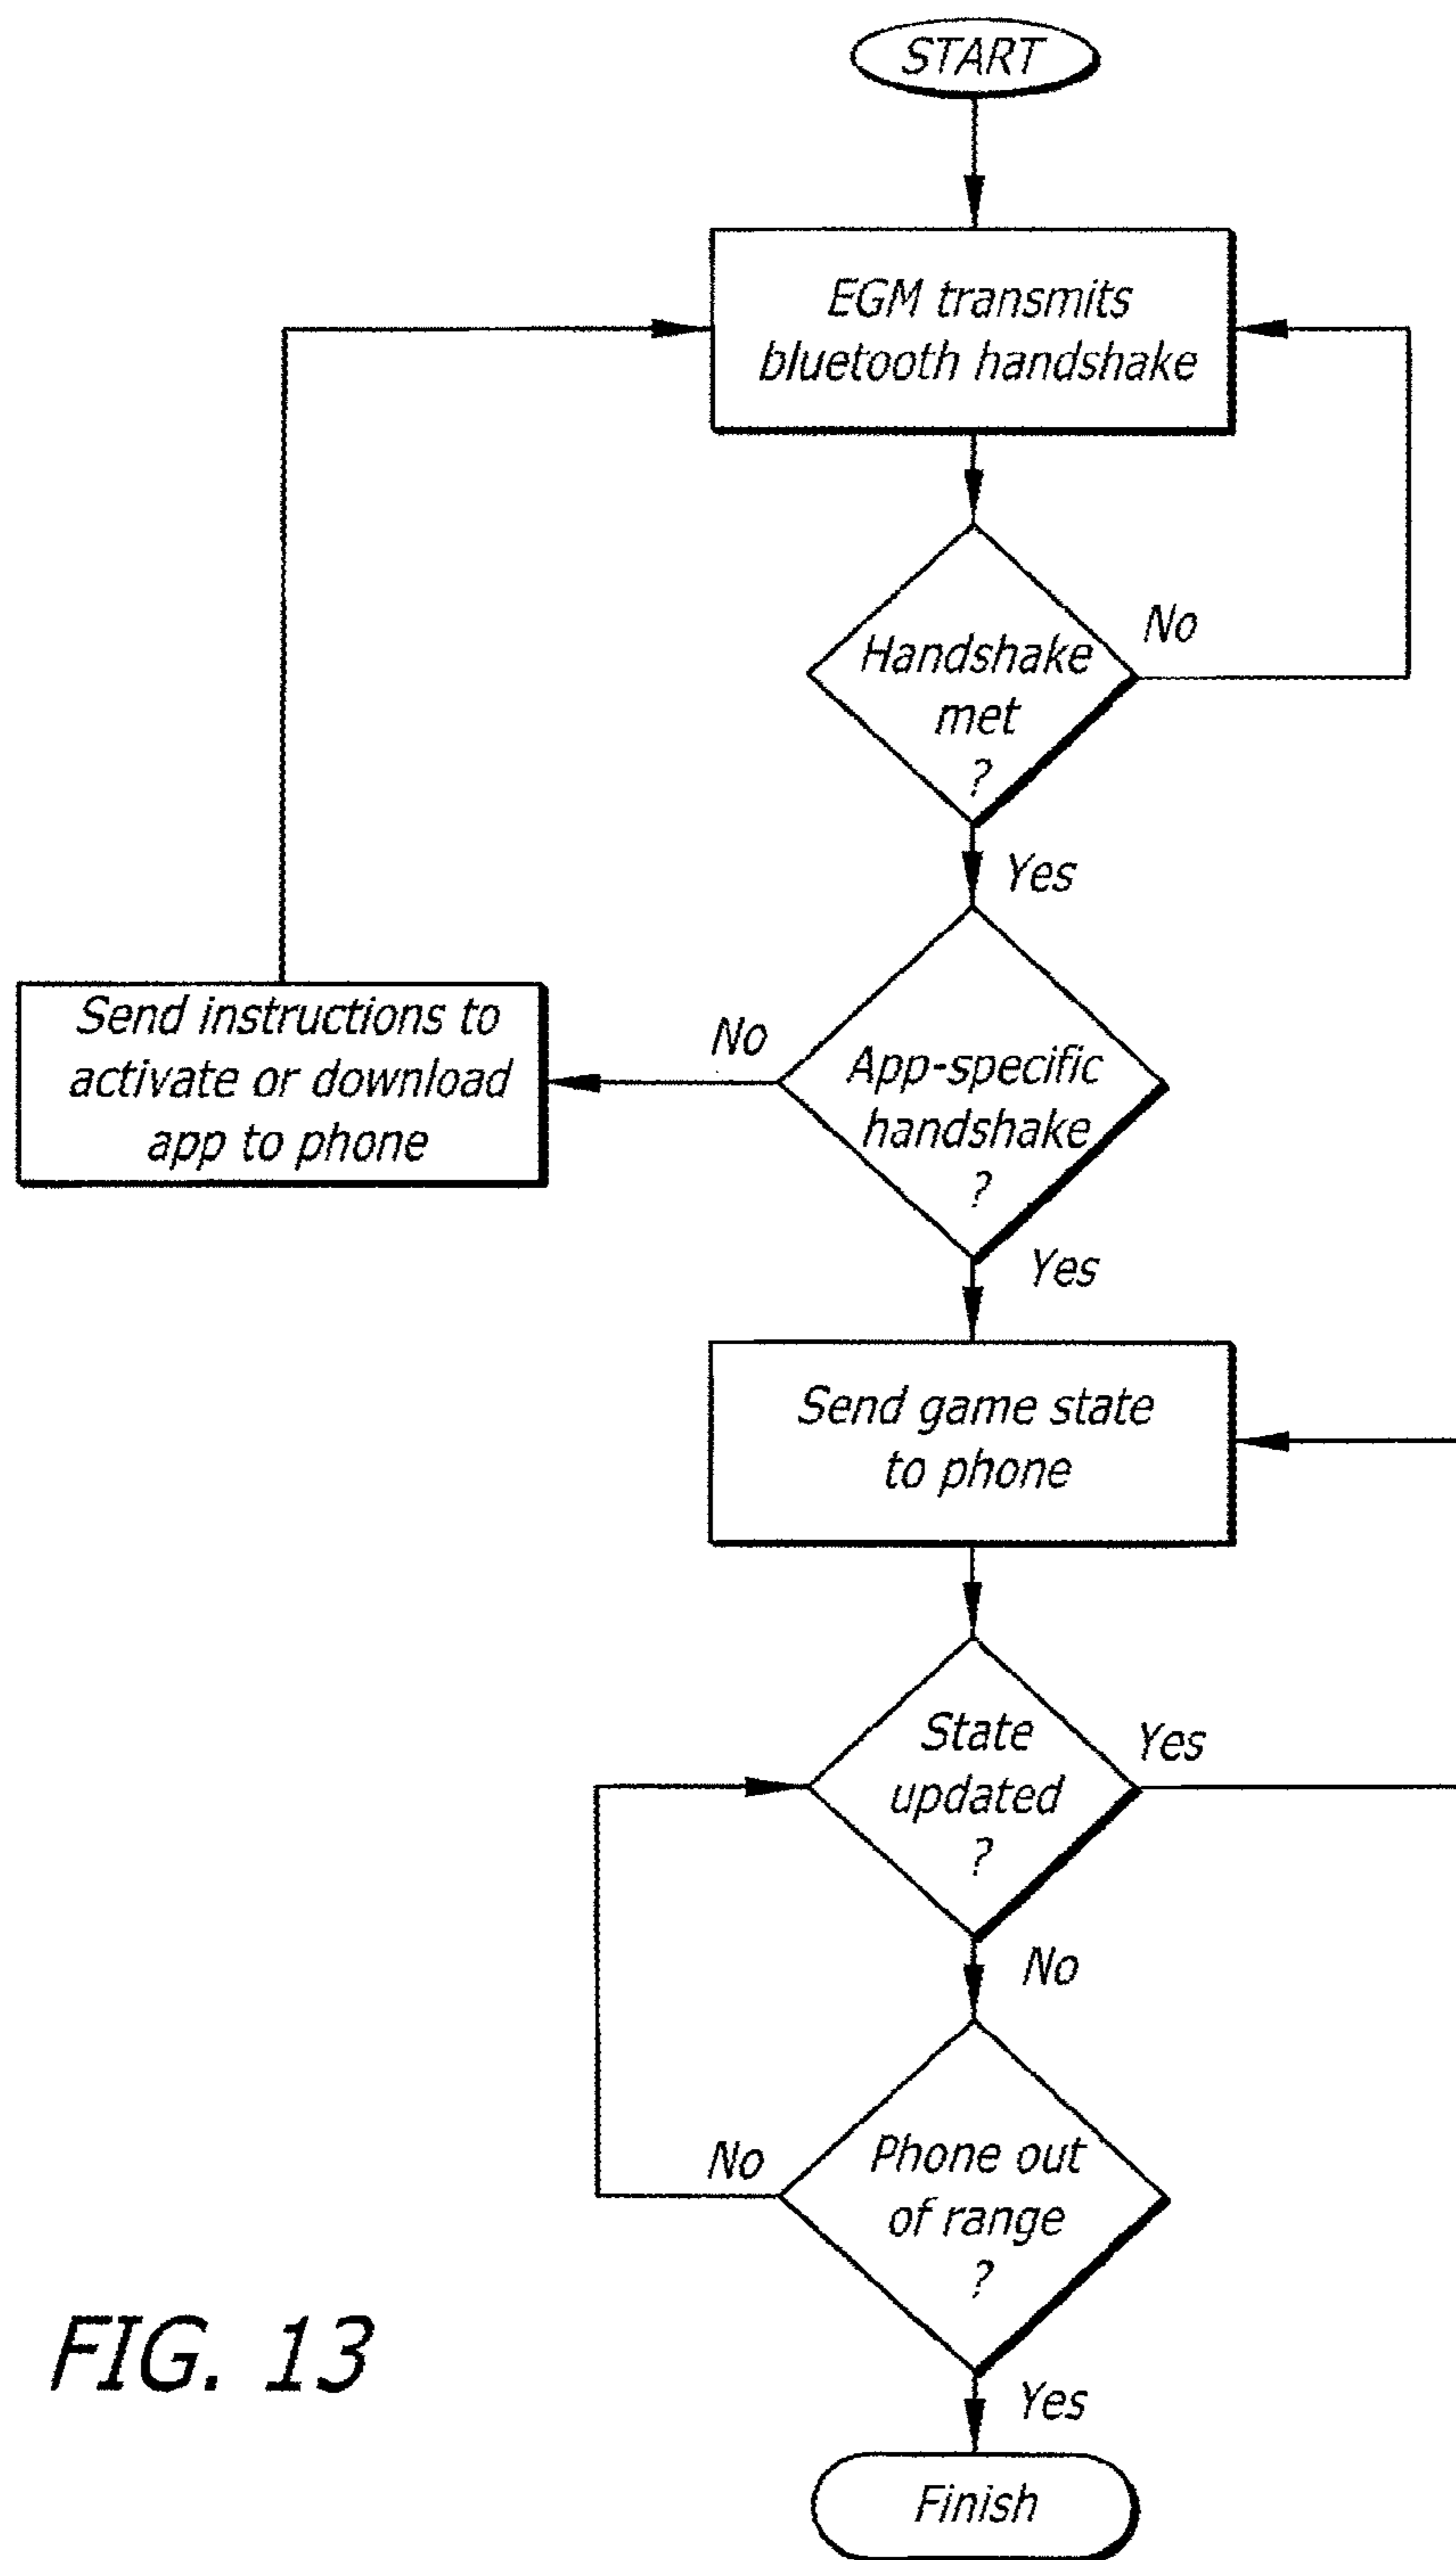 START
EGM transmits
bluetooth handshake
Handshake
met
?
No
Yes
App-specific
handshake
?
No
Send instructions to
activate or download
app to phone
Yes
Send game state
to phone
State
updated
?
Yes
No
Phone out
of range
?
No
Yes
Finish
FIG. 13